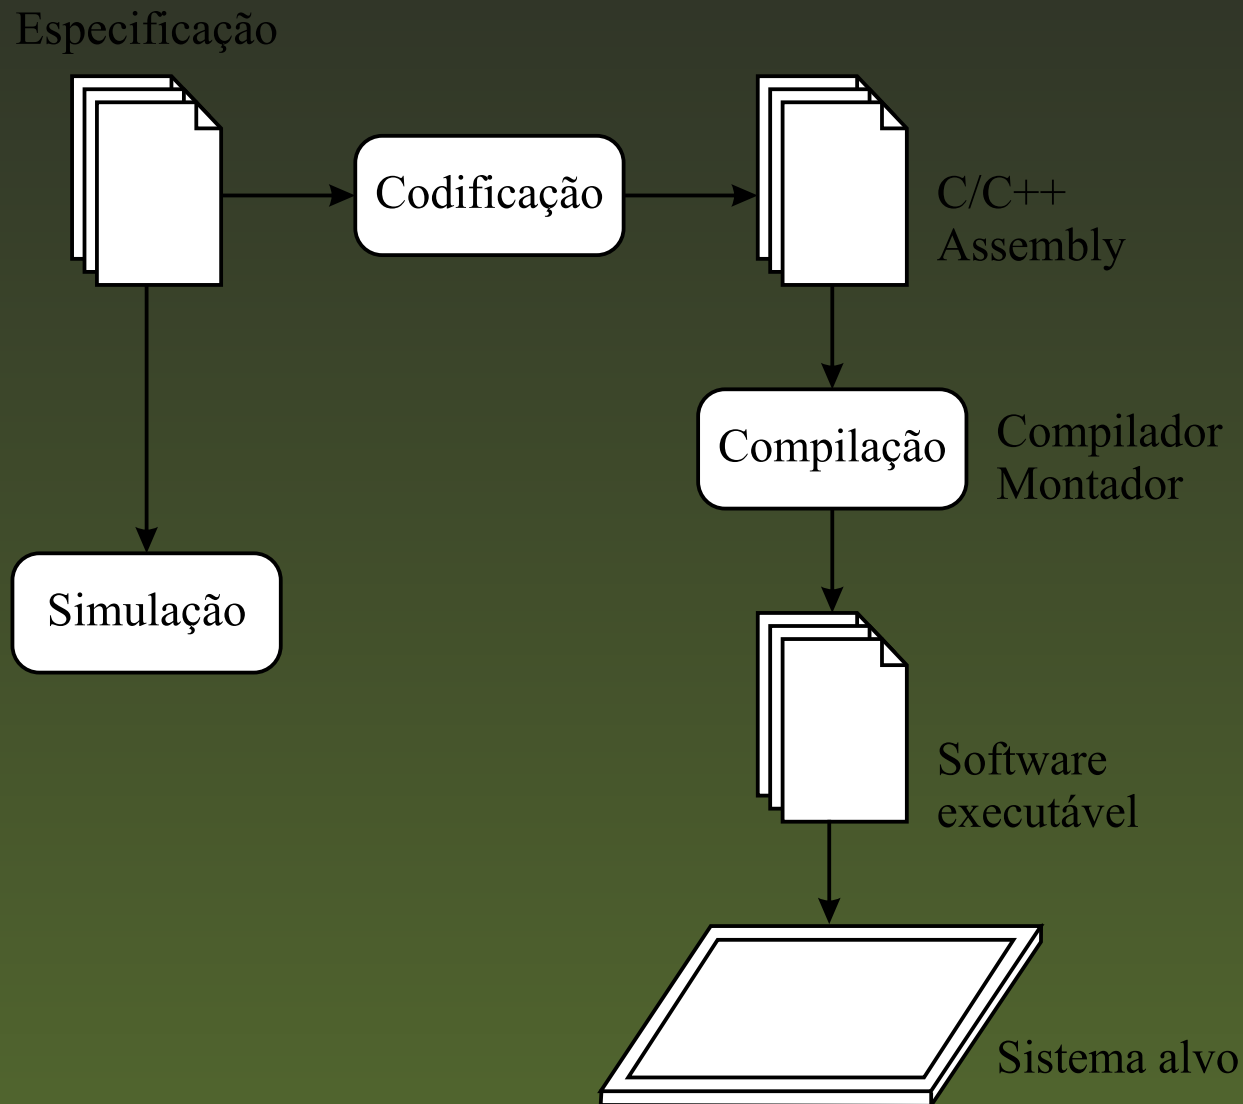 Especificação
Codificação
C/C++
Assembly
Compilação
Compilador
Montador
Simulação
Software
executável
Sistema alvo